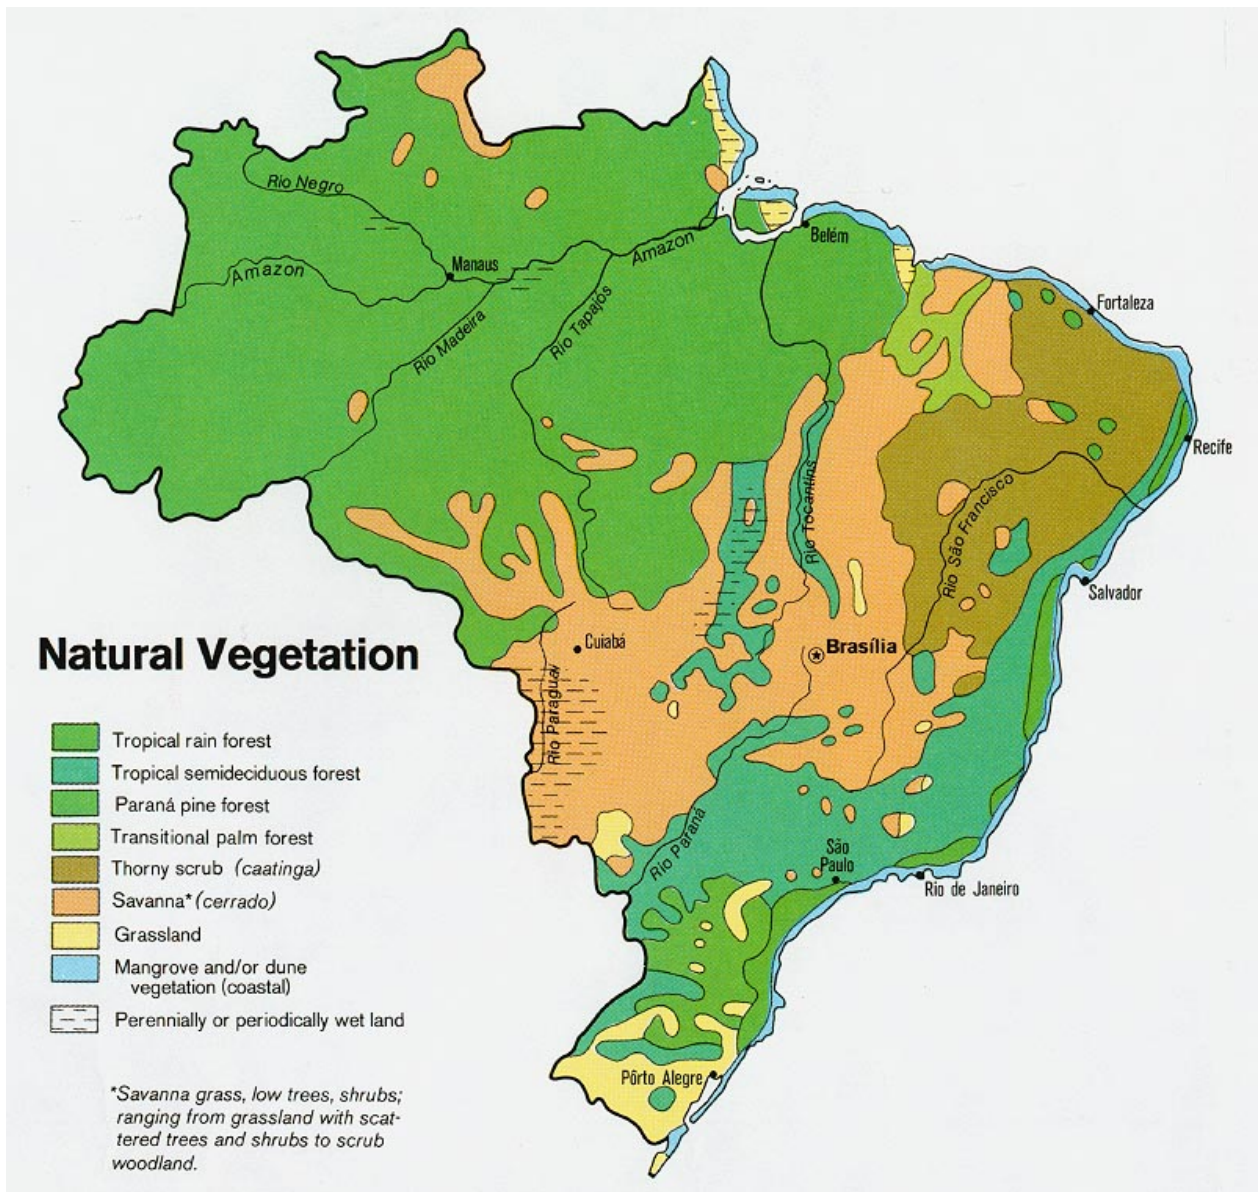 Rio Negro
Amazon
Manaus
Amazon
Belém
Rio Madeira
Rio Tapajós
Fortaleza
Recife
Rio Tocantins
Rio São Francisco
Salvador
Natural Vegetation
Cuiabá
Brasília
Rio Paraguai
Rio Paraná
São
Paulo
Rio de Janeiro
Pôrto Alegre
Tropical rain forest
Tropical semideciduous forest
Paraná pine forest
Transitional palm forest
Thorny scrub (caatinga)
Savanna* (cerrado)
Grassland
Mangrove and/or dune
vegetation (coastal)
Perennially or periodically wet land
*Savanna grass, low trees, shrubs;
ranging from grassland with scat-
tered trees and shrubs to scrub
woodland.